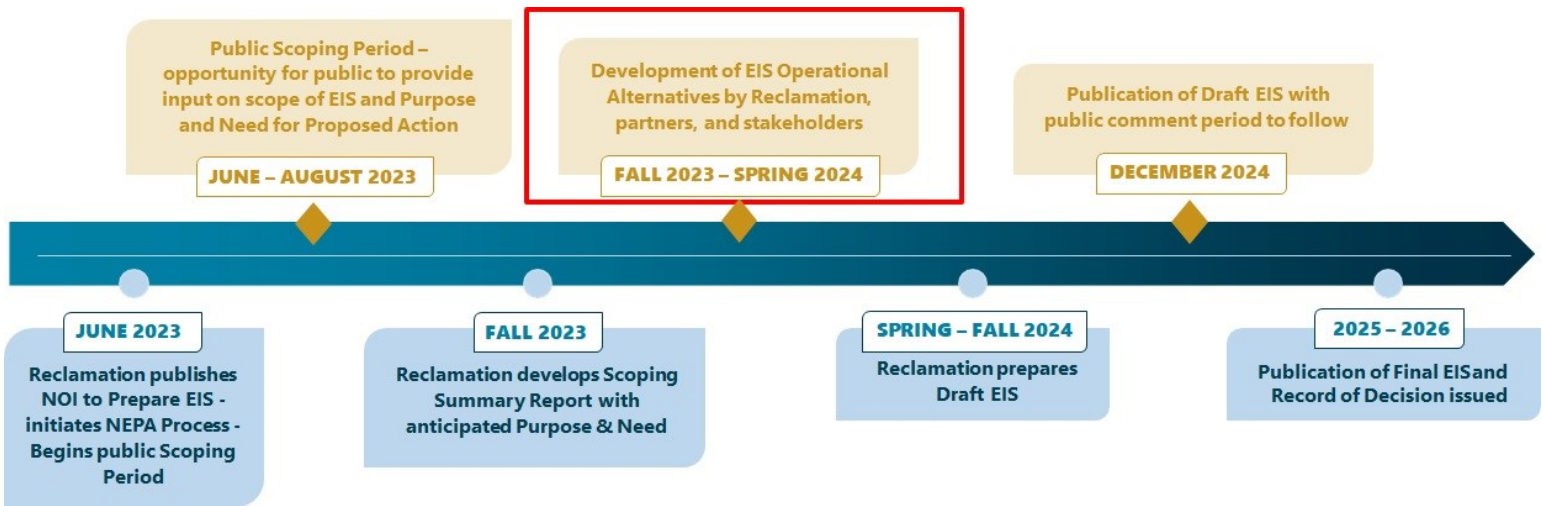 Public Scoping Period –
opportunity for public to provide
input on scope of EIS and Purpose
and Need for Proposed Action
JUNE – AUGUST 2023
Development of EIS Operational
Alternatives by Reclamation,
partners, and stakeholders
FALL 2023 – SPRING 2024
Publication of Draft EIS with
public comment period to follow
DECEMBER 2024
JUNE 2023
Reclamation publishes
NOI to Prepare EIS -
initiates NEPA Process -
Begins public Scoping
Period
FALL 2023
Reclamation develops Scoping
Summary Report with
anticipated Purpose & Need
SPRING – FALL 2024
Reclamation prepares
Draft EIS
2025 – 2026
Publication of Final EISand
Record of Decision issued